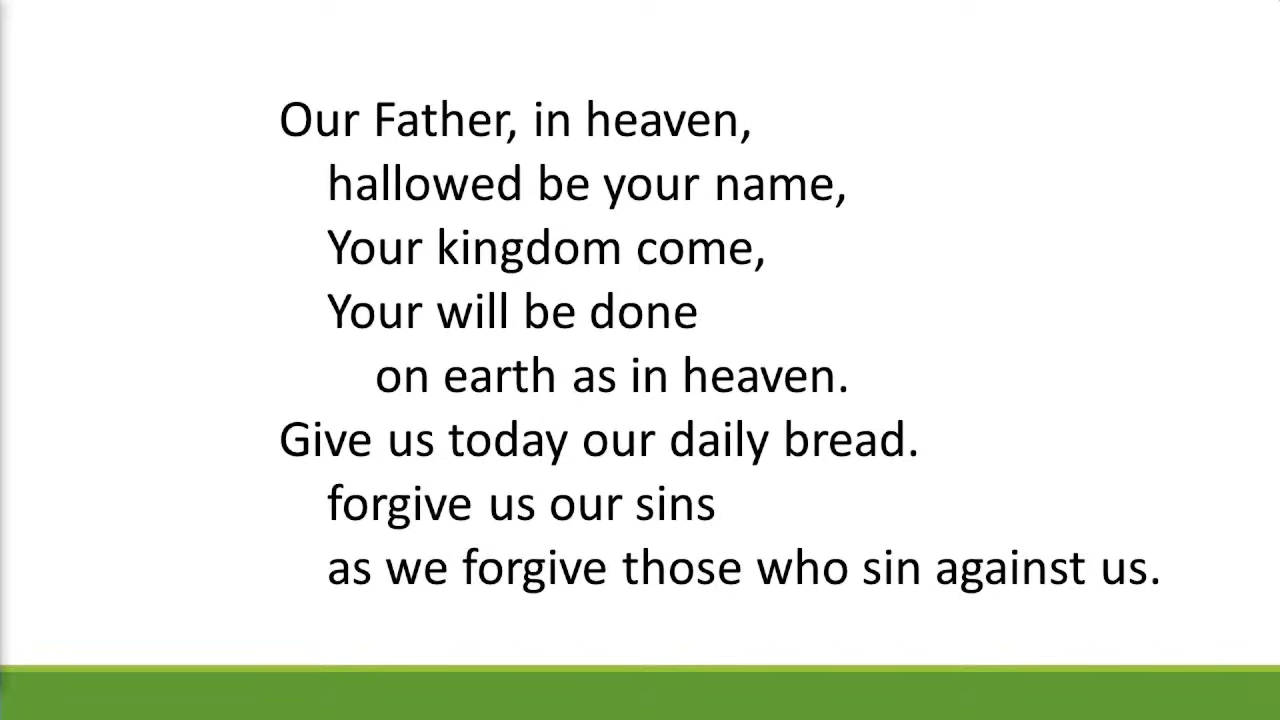 Our Father, in heaven,
hallowed be your name,
Your kingdom come,
Your will be done
on earth as in heaven.
Give us today our daily bread.
forgive us our sins
as we forgive those who sin against us.